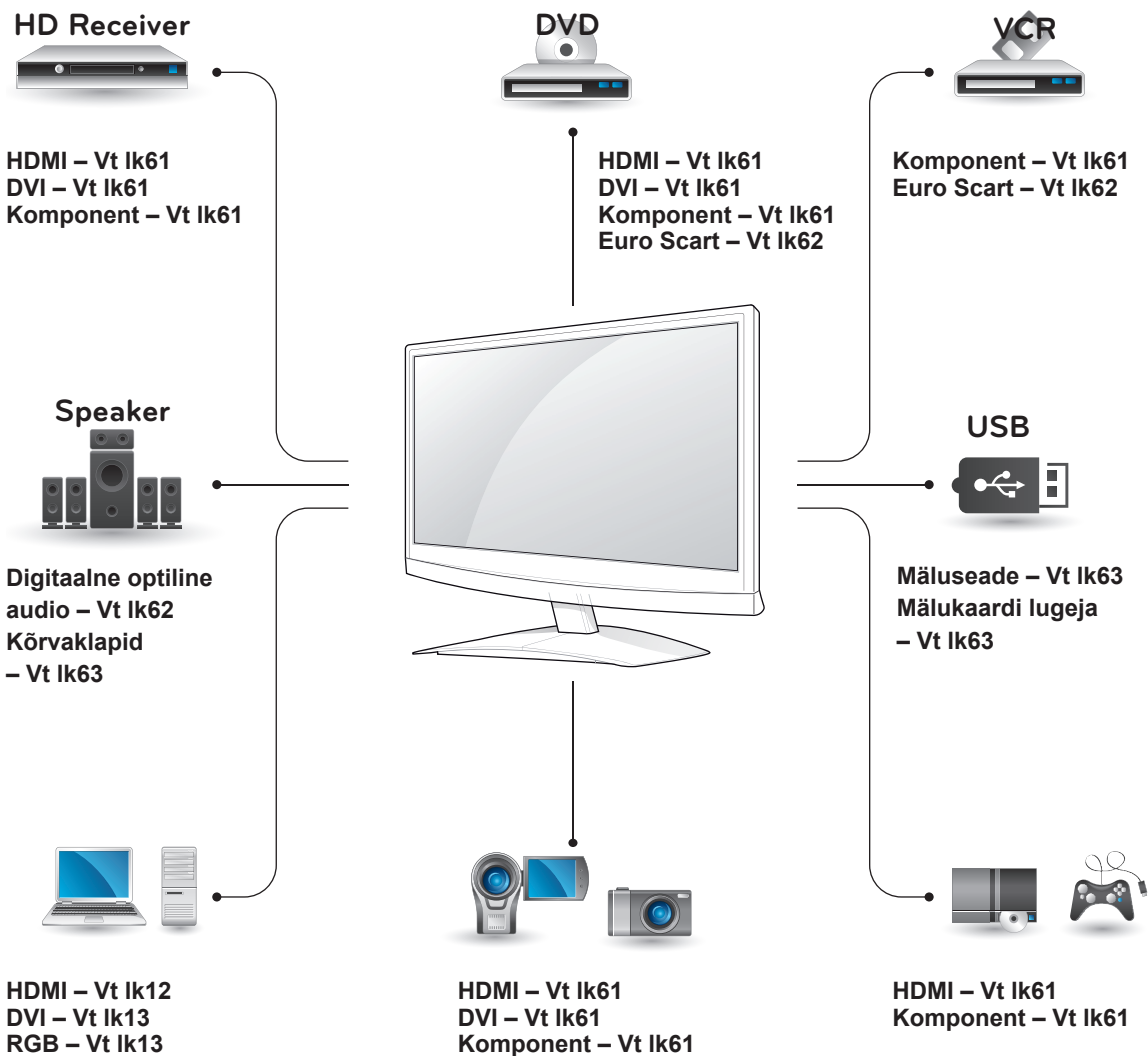 HD Receiver
HDMI – Vt lk61
DVI – Vt lk61
Komponent – Vt lk61
DVD
HDMI – Vt lk61
DVI – Vt lk61
Komponent – Vt lk61
Euro Scart – Vt lk62
VCR
Komponent – Vt lk61
Euro Scart – Vt lk62
Speaker
Digitaalne optiline
audio – Vt lk62
Kõrvaklapid
– Vt lk63
USB
Mäluseade – Vt lk63
Mälukaardi lugeja
– Vt lk63
HDMI – Vt lk12
DVI – Vt lk13
RGB – Vt lk13
HDMI – Vt lk61
DVI – Vt lk61
Komponent – Vt lk61
HDMI – Vt lk61
Komponent – Vt lk61